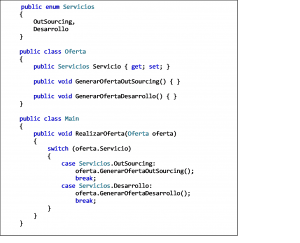 public enum Servicios
{
OutSourcing,
Desarrollo
}
public class Oferta
{
public Servicios Servicio { get; set; }
public void GenerarOfertaOutSourcing() { }
public void GenerarOfertaDesarrollo() { }
}
public class Main
{
public void RealizarOferta(Oferta oferta)
{
switch (oferta.Servicio)
{
case Servicios.OutSourcing:
oferta.GenerarOfertaOutSourcing();
break;
case Servicios.Desarrollo:
oferta.GenerarOfertaDesarrollo();
break;
}
}
}